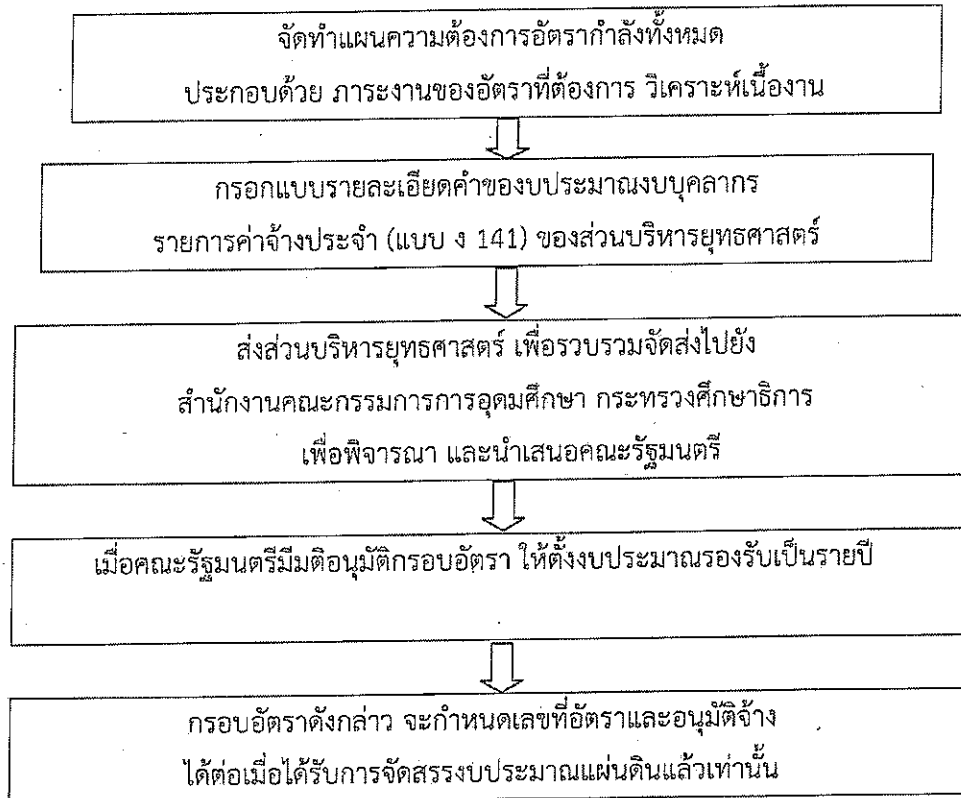 จัดทำแผนความต้องการอัตรากำลังทั้งหมด
ประกอบด้วย ภาระงานของอัตราที่ต้องการ วิเคราะห์เนื้องาน
กรอกแบบรายละเอียดคำของบประมาณงบบุคลากร
รายการค่าจ้างประจำ (แบบ ง 141) ของส่วนบริหารยุทธศาสตร์
ส่งส่วนบริหารยุทธศาสตร์ เพื่อรวบรวมจัดส่งไปยัง
สำนักงานคณะกรรมการการอุดมศึกษา กระทรวงศึกษาธิการ
เพื่อพิจารณา และนำเสนอคณะรัฐมนตรี
เมื่อคณะรัฐมนตรีมีมติอนุมัติกรอบอัตรา ให้ตั้งงบประมาณรองรับเป็นรายปี
กรอบอัตราดังกล่าว จะกำหนดเลขที่อัตราและอนุมัติจ้าง
ได้ต่อเมื่อได้รับการจัดสรรงบประมาณแผ่นดินแล้วเท่านั้น